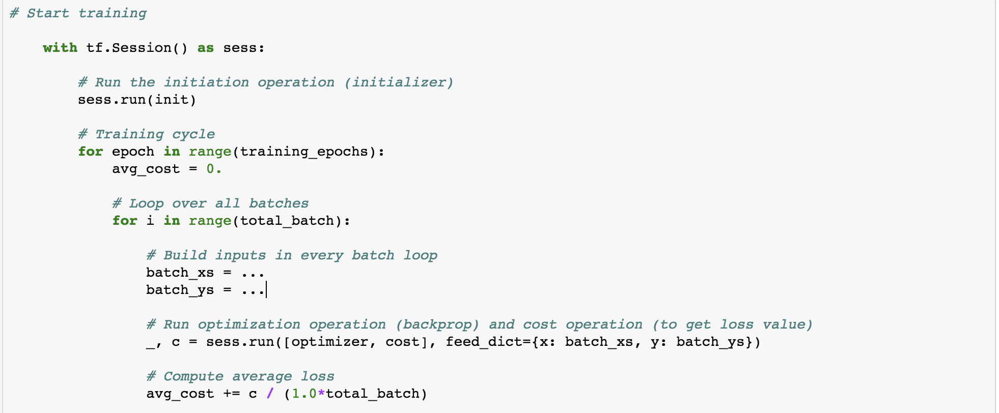 # Start training
with tf.Session() as sess:
# Run the initiation operation (initializer)
sess.run(init)
# Training cycle
for epoch in range(training_epochs):
avg_cost = 0.
# Loop over all batches
for i in range(total_batch):
# Build inputs in every batch loop
batch_xs = ...
batch_ys = ...
# Run optimization operation (backprop) and cost operation (to get loss value)
_, c = sess.run([optimizer, cost], feed_dict={x: batch_xs, y: batch_ys})
# Compute average loss
avg_cost += c / (1.0*total_batch)